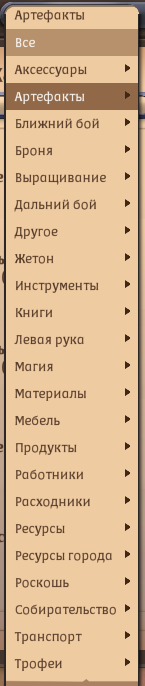 Артефакты
Все
Аксессуары
Артефакты
Ближний бой
Броня
Выращивание
Дальний бой
Другое
Жетон
Инструменты
Книги
Левая рука
Магия
Материалы
Мебель
Продукты
Работники
Расходники
Ресурсы
Ресурсы города
Роскошь
Собирательство
Транспорт
Трофеи